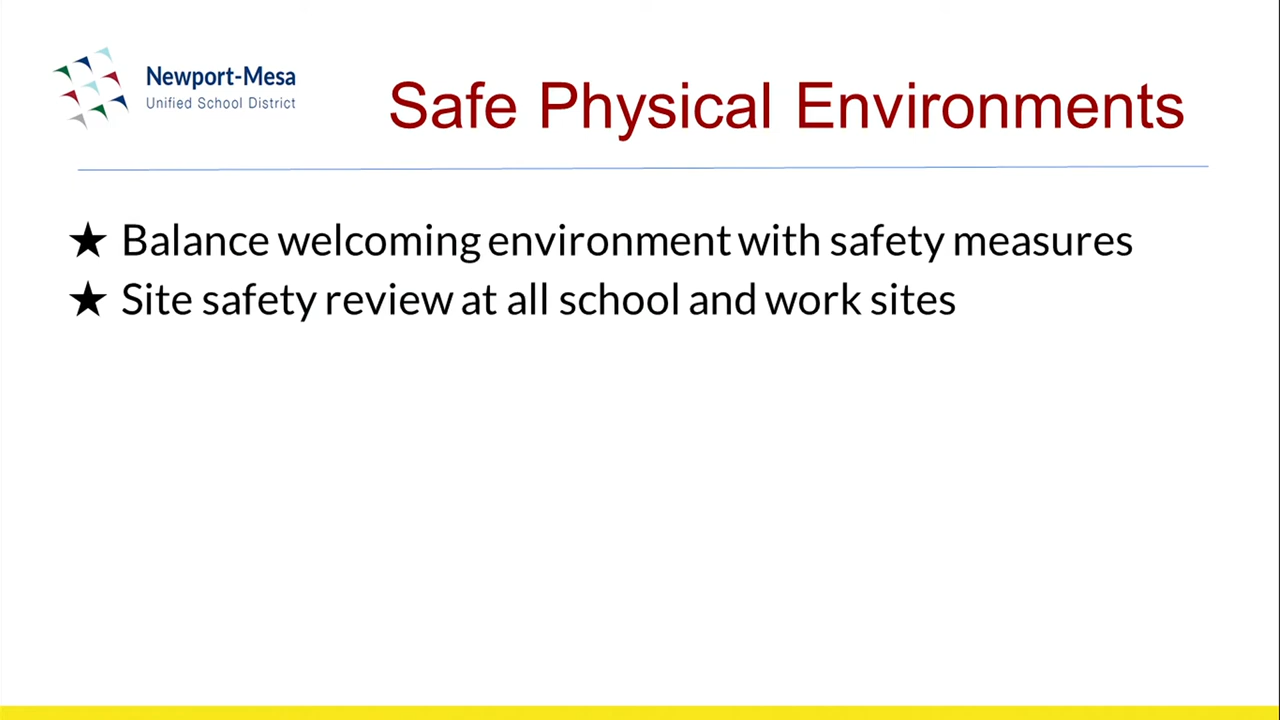 Newport-Mesa
Unified School District
Safe Physical Environments
★ Balance welcoming environment with safety measures
★ Site safety review at all school and work sites